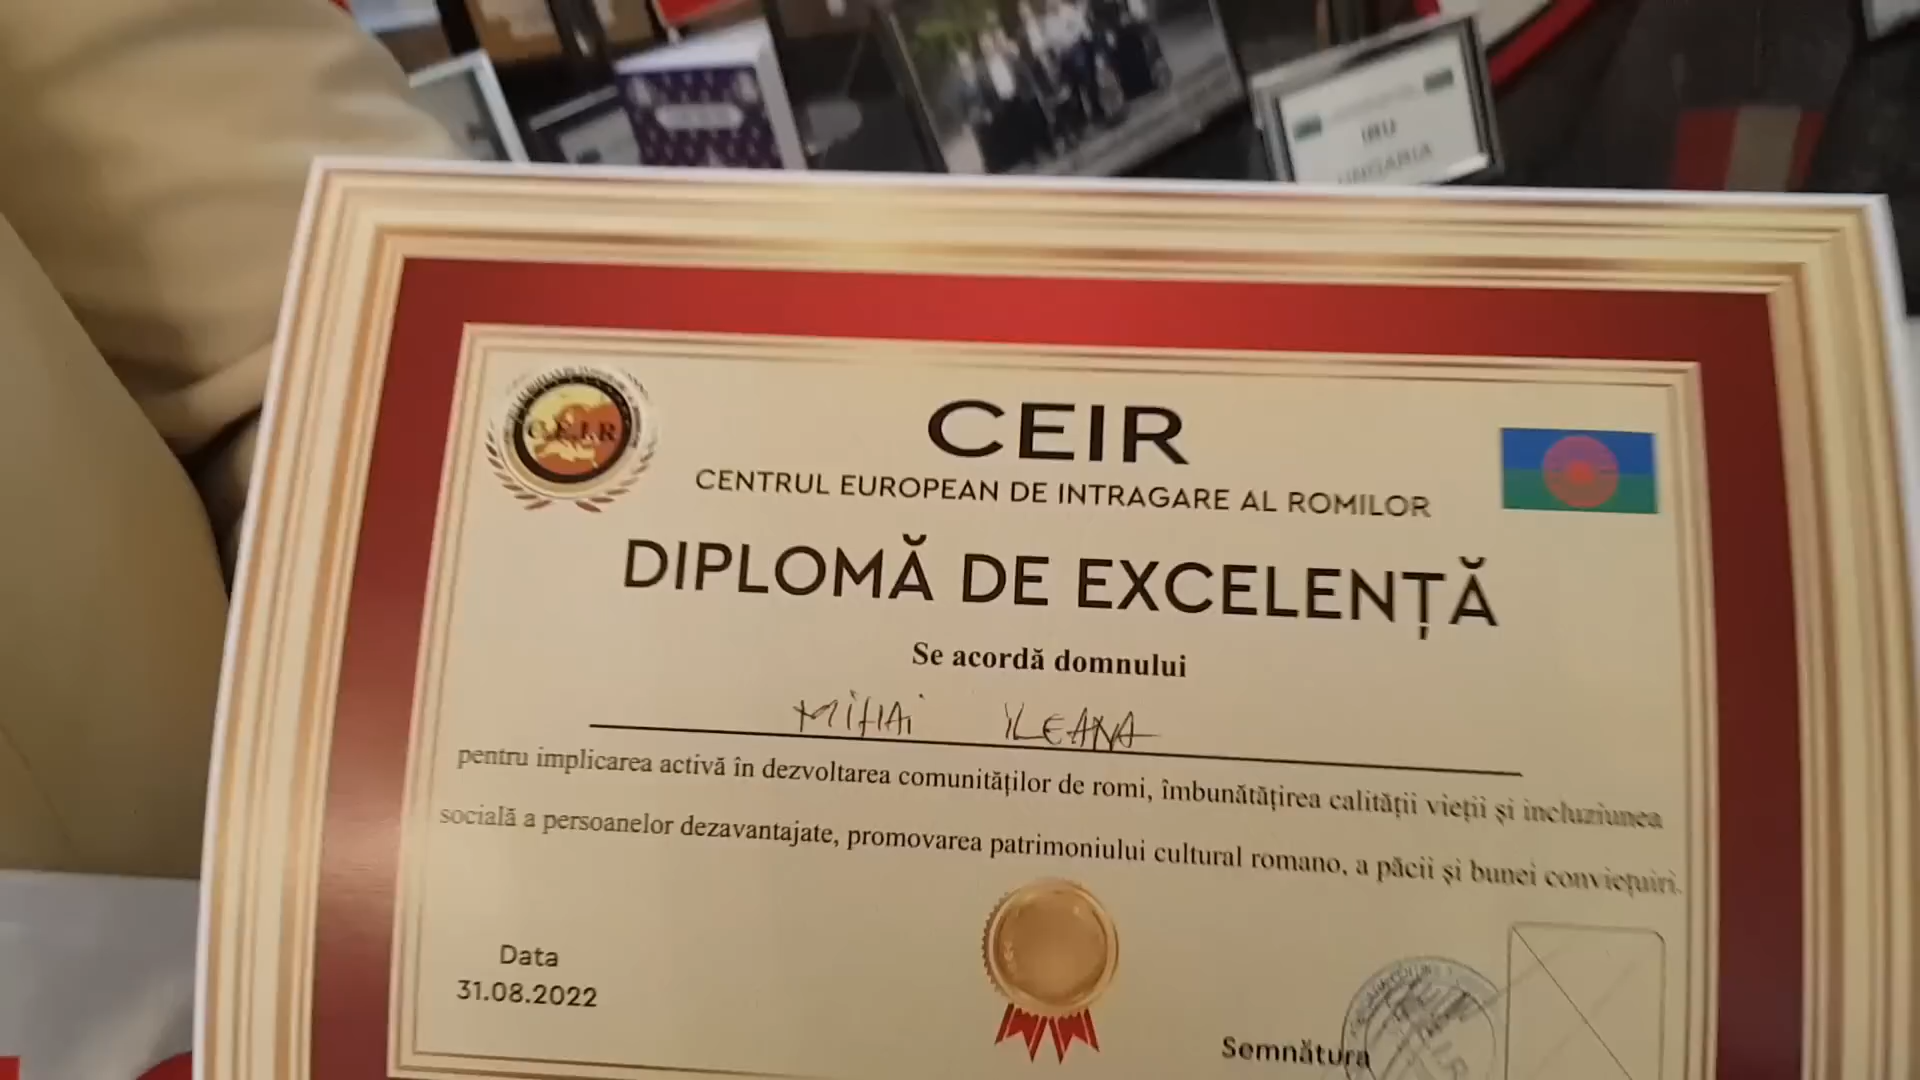 IRU
UNGARIA
C.E.I.R
CEIR
CENTRUL EUROPEAN DE INTRAGARE AL ROMILOR
DIPLOMĂ DE EXCELENȚĂ
Se acordă domnului
MIHAI ILEANA
pentru implicarea activă în dezvoltarea comunităților de romi, îmbunătățirea calității vieții și incluziunea
socială a persoanelor dezavantajate, promovarea patrimoniului cultural romano, a păcii și bunei conviețuiri.
Data
31.08.2022
Semnătura